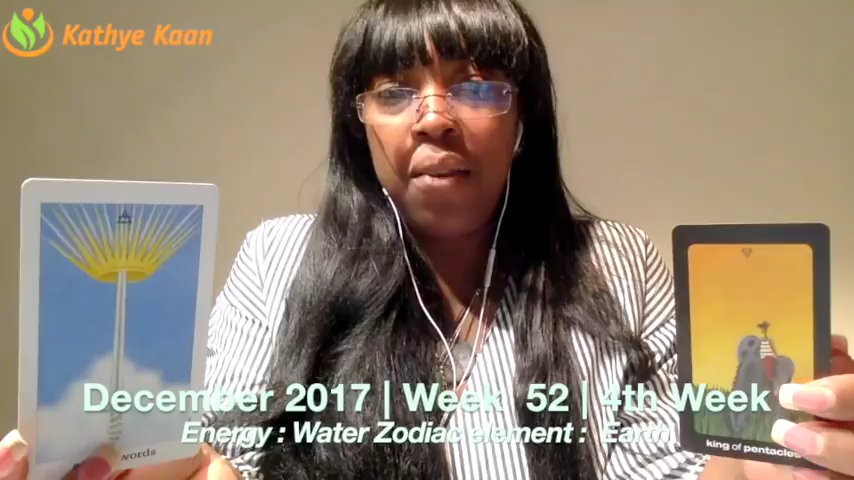 Kathye Kaan
December 2017 | Week 52 | 4th Week
Energy : Water Zodiac element : Earth
words
king of pentacles